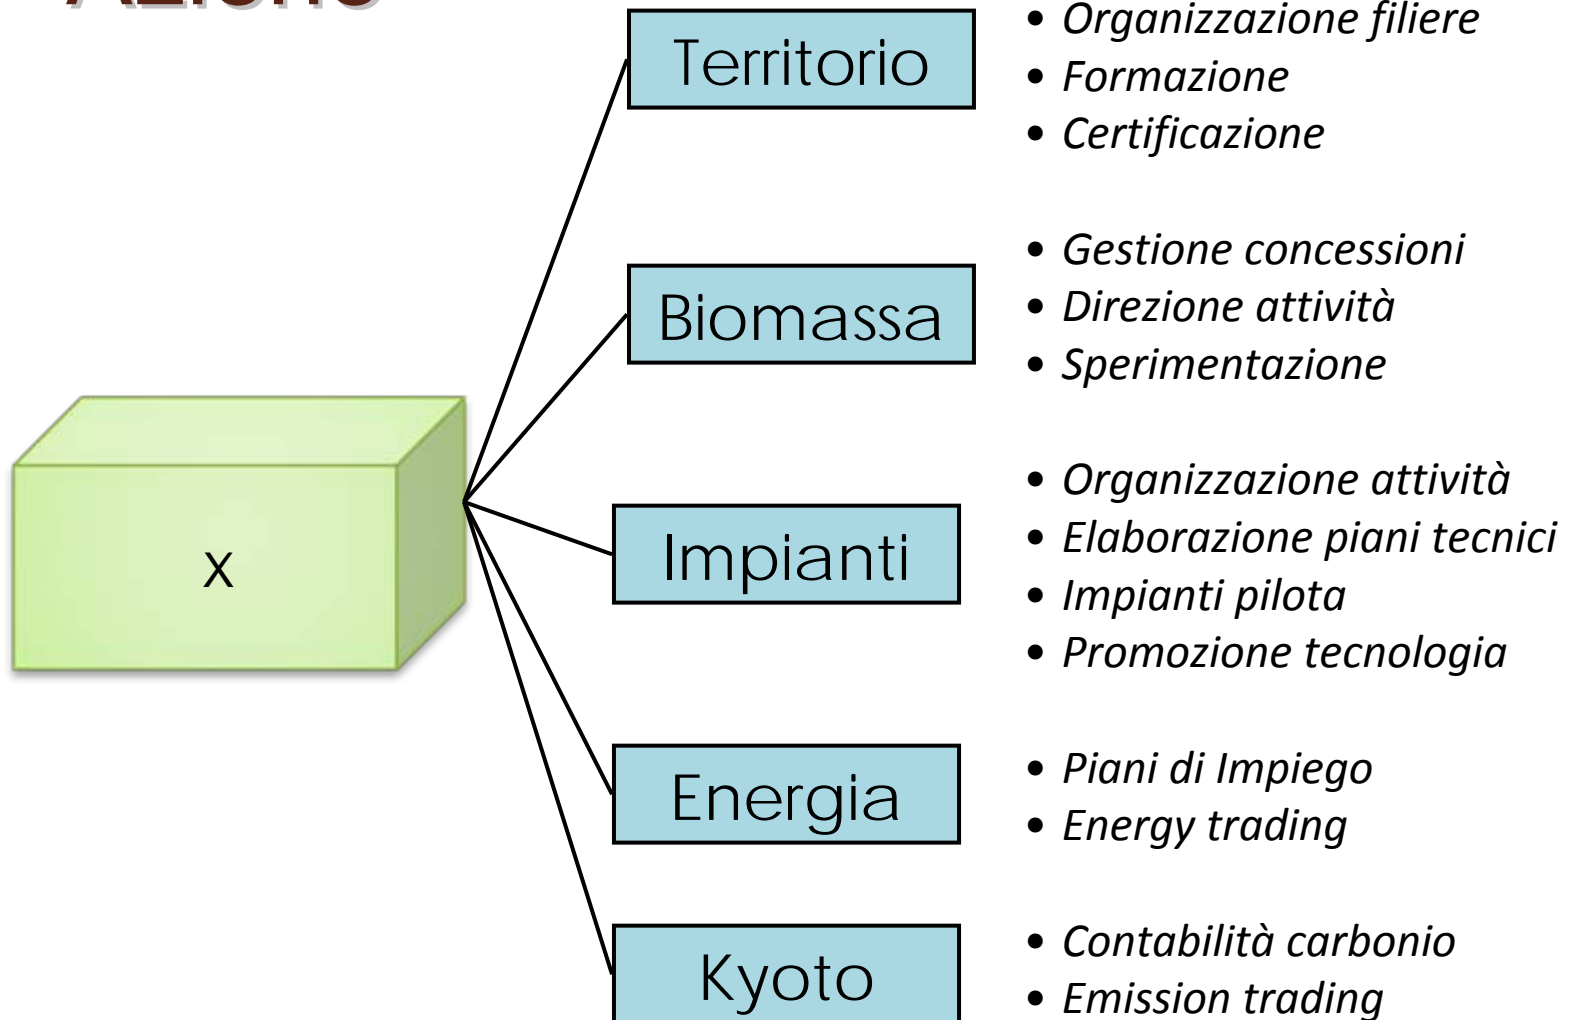 Azione
Territorio
• Organizzazione filiere
• Formazione
• Certificazione
Biomassa
• Gestione concessioni
• Direzione attività
• Sperimentazione
X
Impianti
• Organizzazione attività
• Elaborazione piani tecnici
• Impianti pilota
• Promozione tecnologia
Energia
• Piani di Impiego
• Energy trading
Kyoto
• Contabilità carbonio
• Emission trading